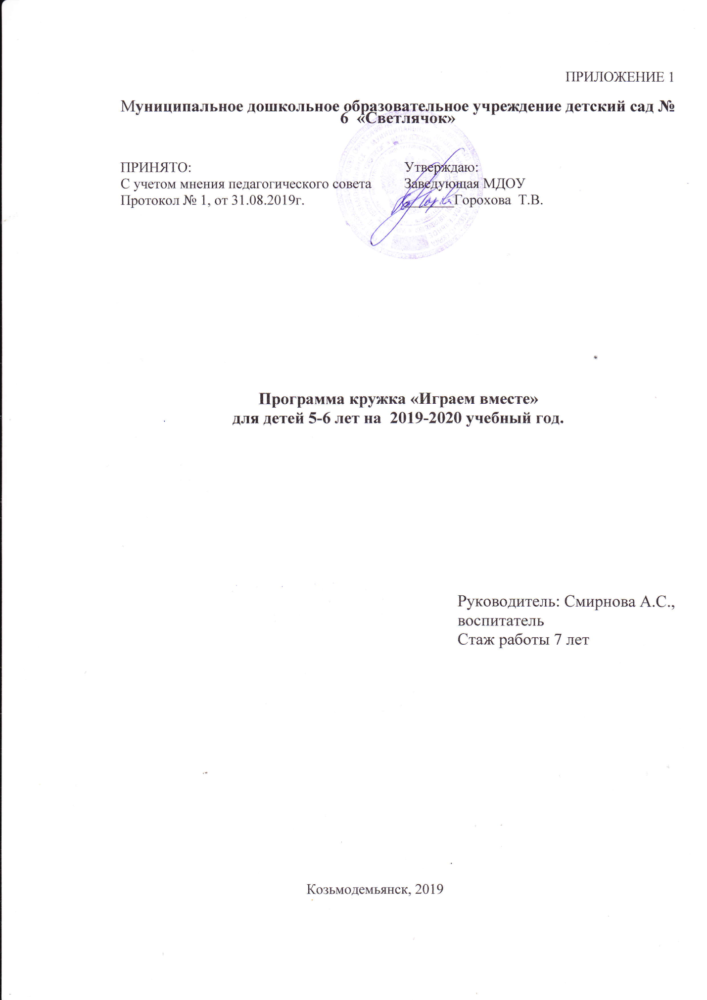 ПРИЛОЖЕНИЕ 1
Муниципальное дошкольное образовательное учреждение детский сад №
6 «Светлячок»
ПРИНЯТО:
С учетом мнения педагогического совета
Протокол № 1, от 31.08.2019г.
Утверждаю:
Заведующая МДОУ
_______Горохова Т.В.
Программа кружка «Играем вместе»
для детей 5-6 лет на 2019-2020 учебный год.
Руководитель: Смирнова А.С.,
воспитатель
Стаж работы 7 лет
Козьмодемьянск, 2019